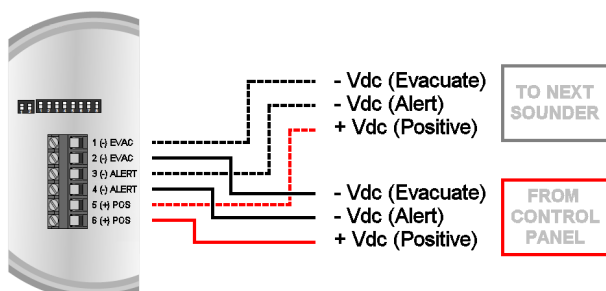 - Vdc (Evacuate)
- Vdc (Alert)
+ Vdc (Positive)
TO NEXT
SOUNDER
1 (-) EVAC
2 (-) EVAC
3 (-) ALERT
4 (-) ALERT
5 (+) POS
6 (+) POS
- Vdc (Evacuate)
- Vdc (Alert)
+ Vdc (Positive)
FROM
CONTROL
PANEL